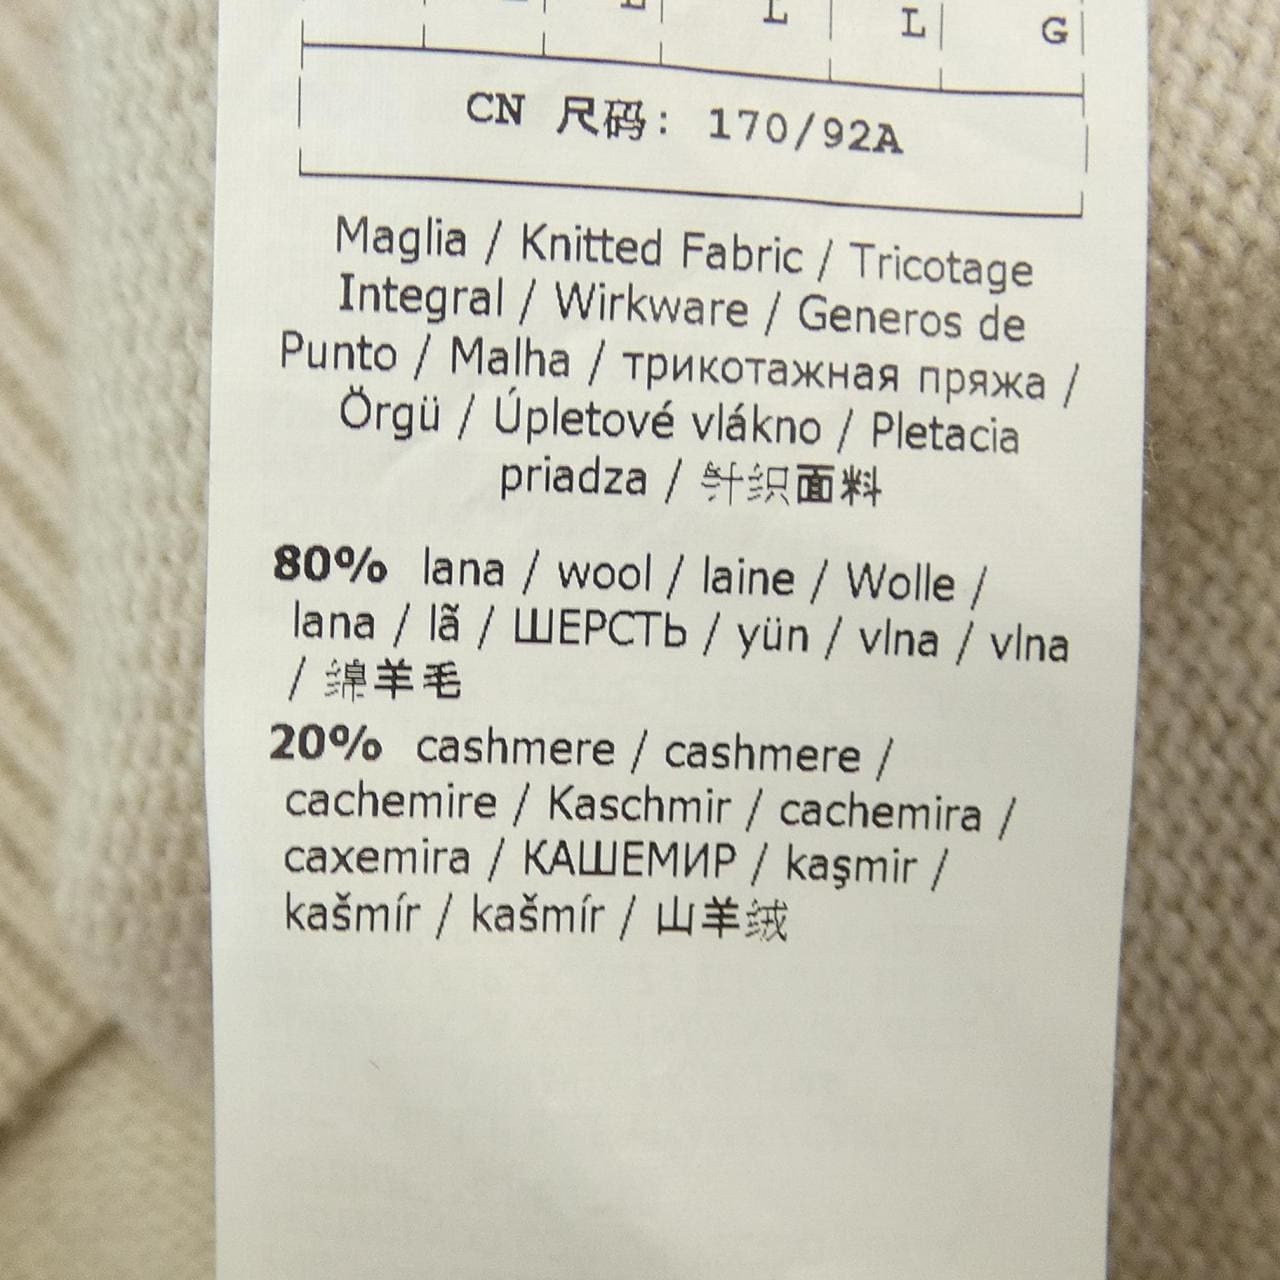 L L G
CN 尺码: 170/92A
Maglia / Knitted Fabric / Tricotage
Integral / Wirkware / Generos de
Punto / Malha / трикотажная пряжа /
Örgü / Úpletové vlákno / Pletacia
priadza / 针织面料
80% lana / wool / laine / Wolle /
lana / lã / ШЕРСТЬ / yün / vlna / vlna
/ 绵羊毛
20% cashmere / cashmere /
cachemire / Kaschmir / cachemira /
caxemira / КАШЕМИР / kaşmir /
kašmír / kašmír / 山羊绒